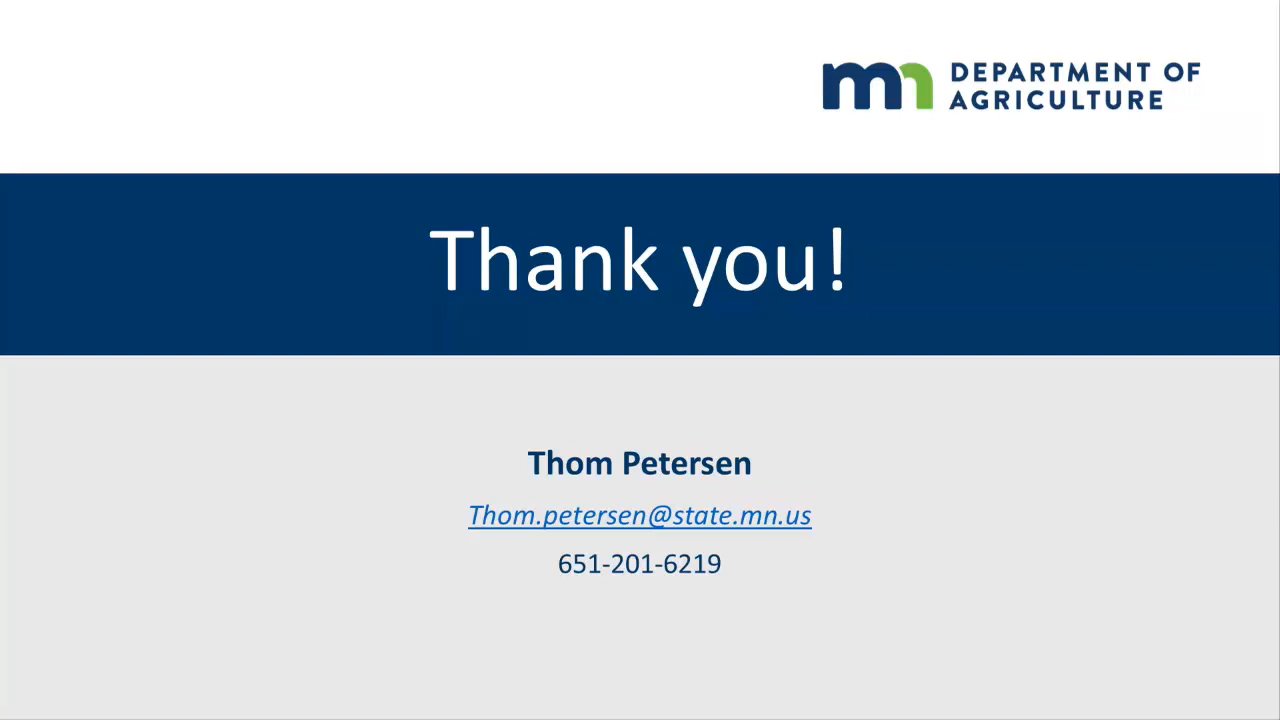 mn DEPARTMENT OF
AGRICULTURE
Thank you!
Thom Petersen
Thom.petersen@state.mn.us
651-201-6219